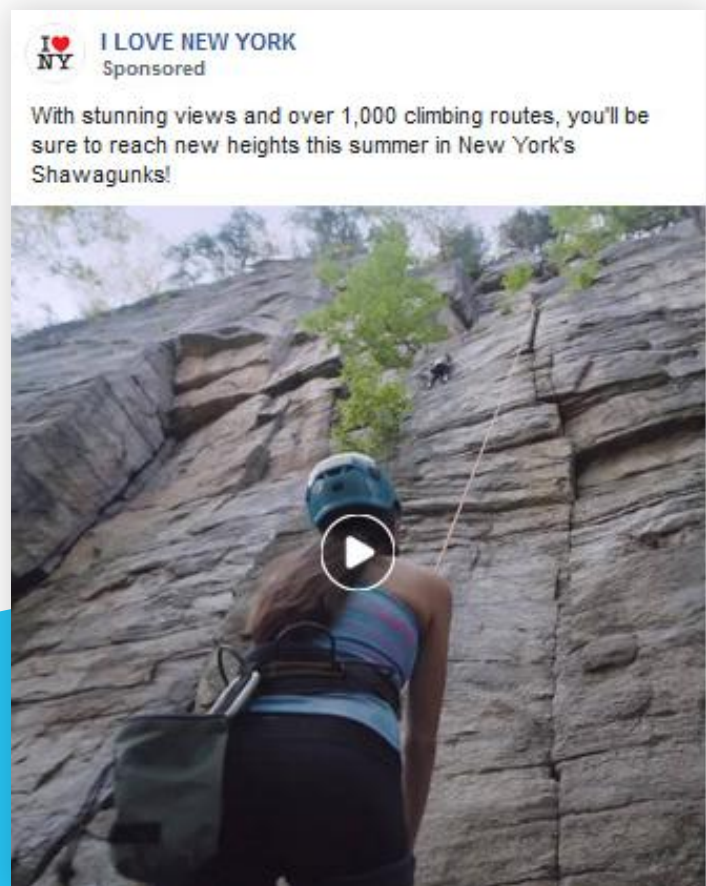 I♥
NY
I LOVE NEW YORK
Sponsored
With stunning views and over 1,000 climbing routes, you'll be
sure to reach new heights this summer in New York's
Shawagunks!